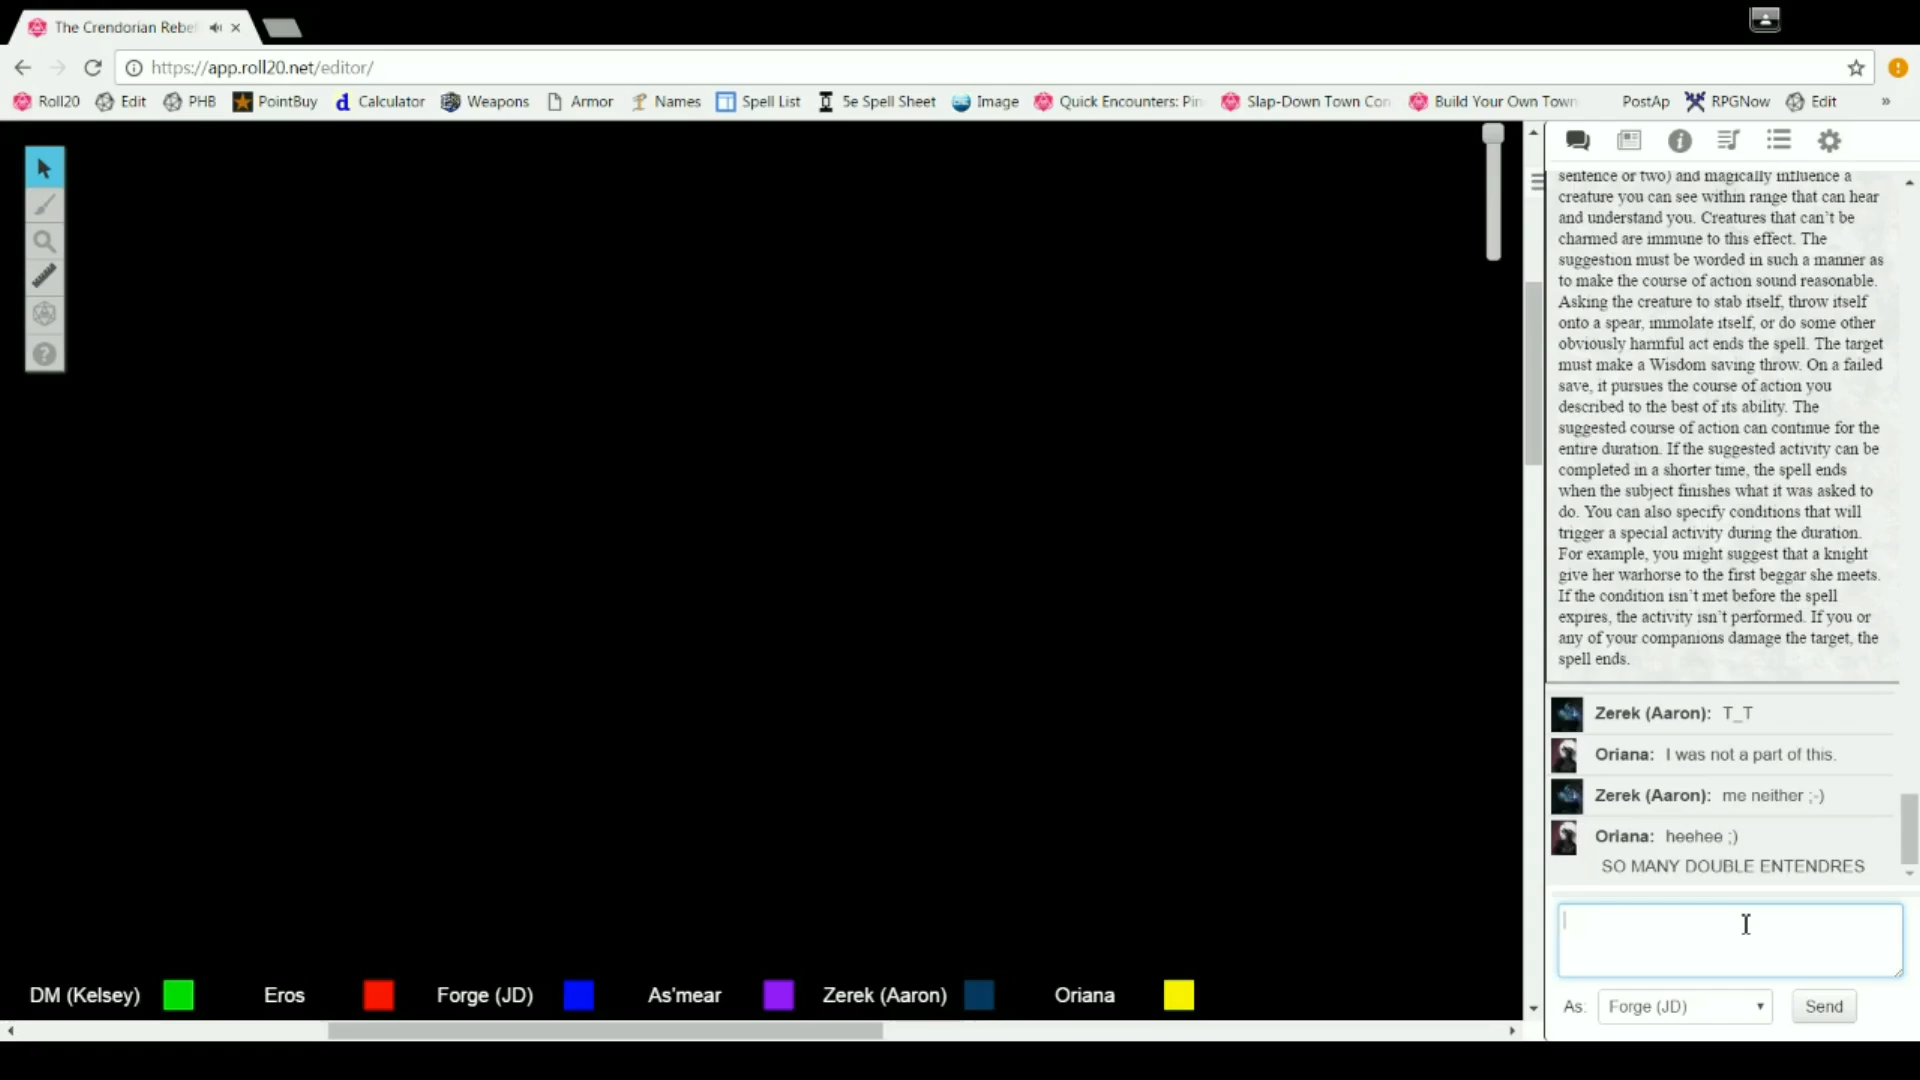 The Crendorian Rebe
https://app.roll20.net/editor/
Roll20 Edit PHB PointBuy Calculator Weapons Armor Names Spell List 5e Spell Sheet Image Quick Encounters: Pin Slap-Down Town Con Build Your Own Town PostAp RPGNow Edit »
sentence or two) and magically influence a
creature you can see within range that can hear
and understand you. Creatures that can't be
charmed are immune to this effect. The
suggestion must be worded in such a manner as
to make the course of action sound reasonable.
Asking the creature to stab itself, throw itself
onto a spear, immolate itself, or do some other
obviously harmful act ends the spell. The target
must make a Wisdom saving throw. On a failed
save, it pursues the course of action you
described to the best of its ability. The
suggested course of action can continue for the
entire duration. If the suggested activity can be
completed in a shorter time, the spell ends
when the subject finishes what it was asked to
do. You can also specify conditions that will
trigger a special activity during the duration.
For example, you might suggest that a knight
give her warhorse to the first beggar she meets.
If the condition isn't met before the spell
expires, the activity isn't performed. If you or
any of your companions damage the target, the
spell ends.
Zerek (Aaron): T_T
Oriana: I was not a part of this.
Zerek (Aaron): me neither ;-)
Oriana: heehee ;)
SO MANY DOUBLE ENTENDRES
As: Forge (JD) Send
DM (Kelsey) Eros Forge (JD) As'mear Zerek (Aaron) Oriana